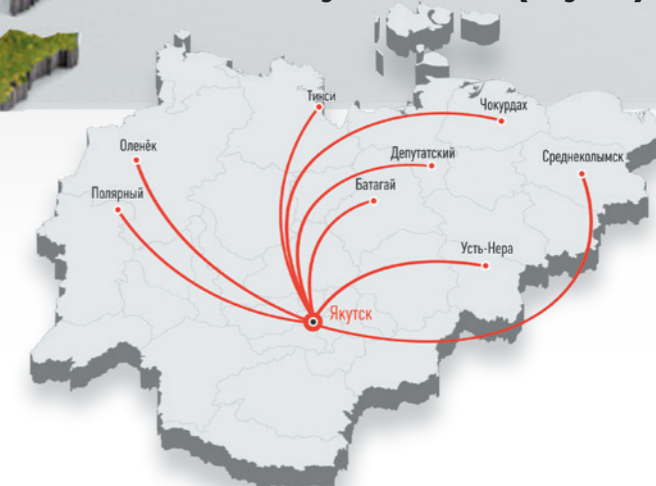 Тикси
Чокурдах
Оленёк
Депутатский
Среднеколымск
Батагай
Полярный
Усть-Нера
Якутск